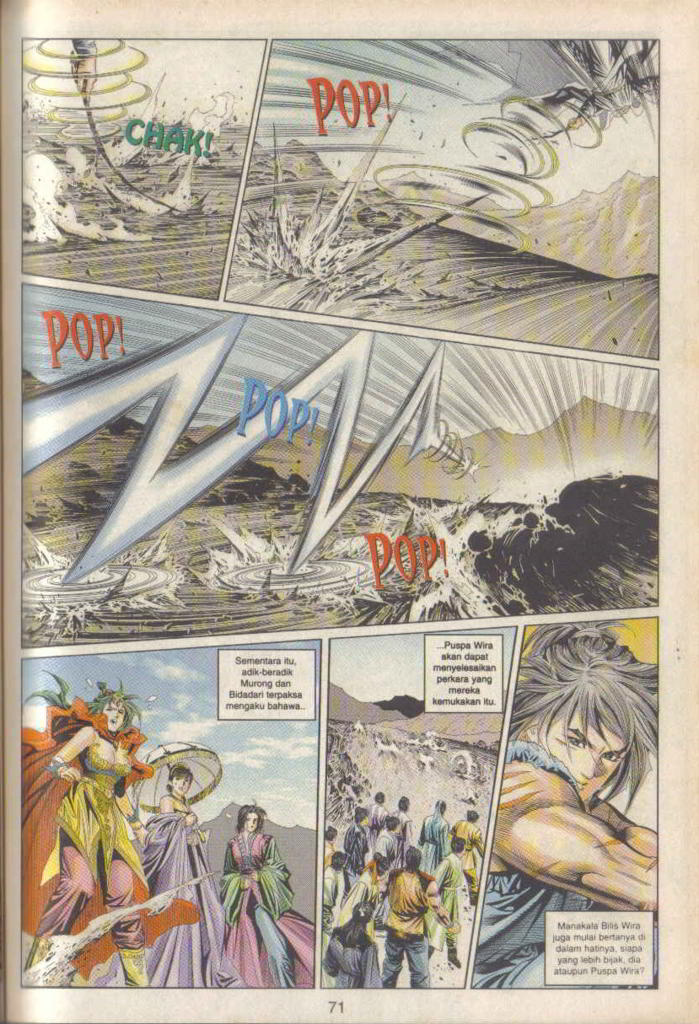 CHAK!
POP!
POP!
POP!
POP!
Sementara itu,
adik-beradik
Murong dan
Bidadari terpaksa
mengaku bahawa..
...Puspa Wira
akan dapat
menyelesaikan
perkara yang
mereka
kemukakan itu.
Manakala Bilis Wira
juga mulai bertanya di
dalam hatinya, siapa
yang lebih bijak, dia
ataupun Puspa Wira?
71